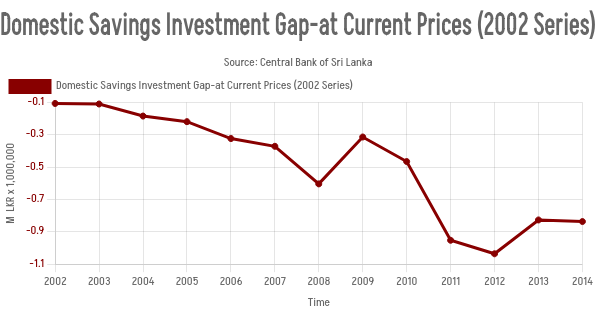 Domestic Savings Investment Gap-at Current Prices (2002 Series)
Source: Central Bank of Sri Lanka
Domestic Savings Investment Gap-at Current Prices (2002 Series)
-0.1
-0.3
-0.5
-0.7
-0.9
-1.1
M LKR x 1,000,000
2002 2003 2004 2005 2006 2007 2008 2009 2010 2011 2012 2013 2014
Time